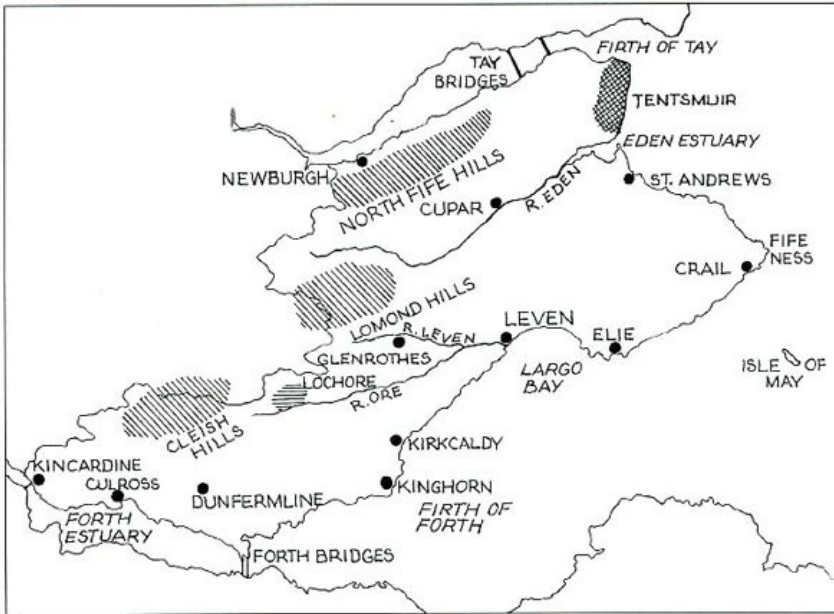 FIRTH OF TAY
TAY
BRIDGES
TENTSMUIR
EDEN ESTUARY
NEWBURGH
NORTH FIFE HILLS
CUPAR
R. EDEN
ST. ANDREWS
FIFE
NESS
CRAIL
LOMOND HILLS
R. LEVEN
LEVEN
GLENROTHES
ELIE
LARGO
BAY
ISLE OF
MAY
LOCHORE
R. ORE
CLEISH
HILLS
KIRKCALDY
KINCARDINE
CULROSS
DUNFERMLINE
KINGHORN
FORTH
ESTUARY
FIRTH OF
FORTH
FORTH BRIDGES